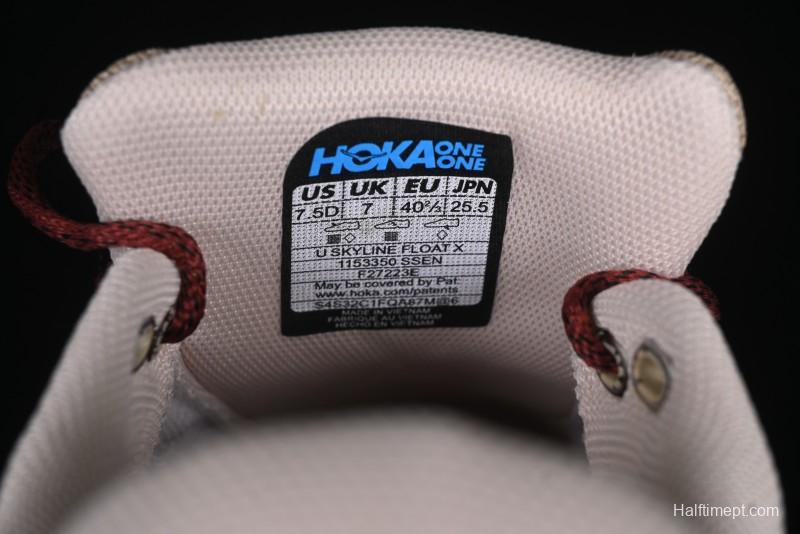 HOKA ONE ONE
US UK EU JPN
7.5D 7 40⅔ 25.5
U SKYLINE FLOAT X
1153350 SSEN
F27223E
May be covered by Pat:
www.hoka.com/patents
S4S32C1FQA67M@6
MADE IN VIETNAM
FABRIQUE AU VIETNAM
HECHO EN VIETNAM
Halftimept.com